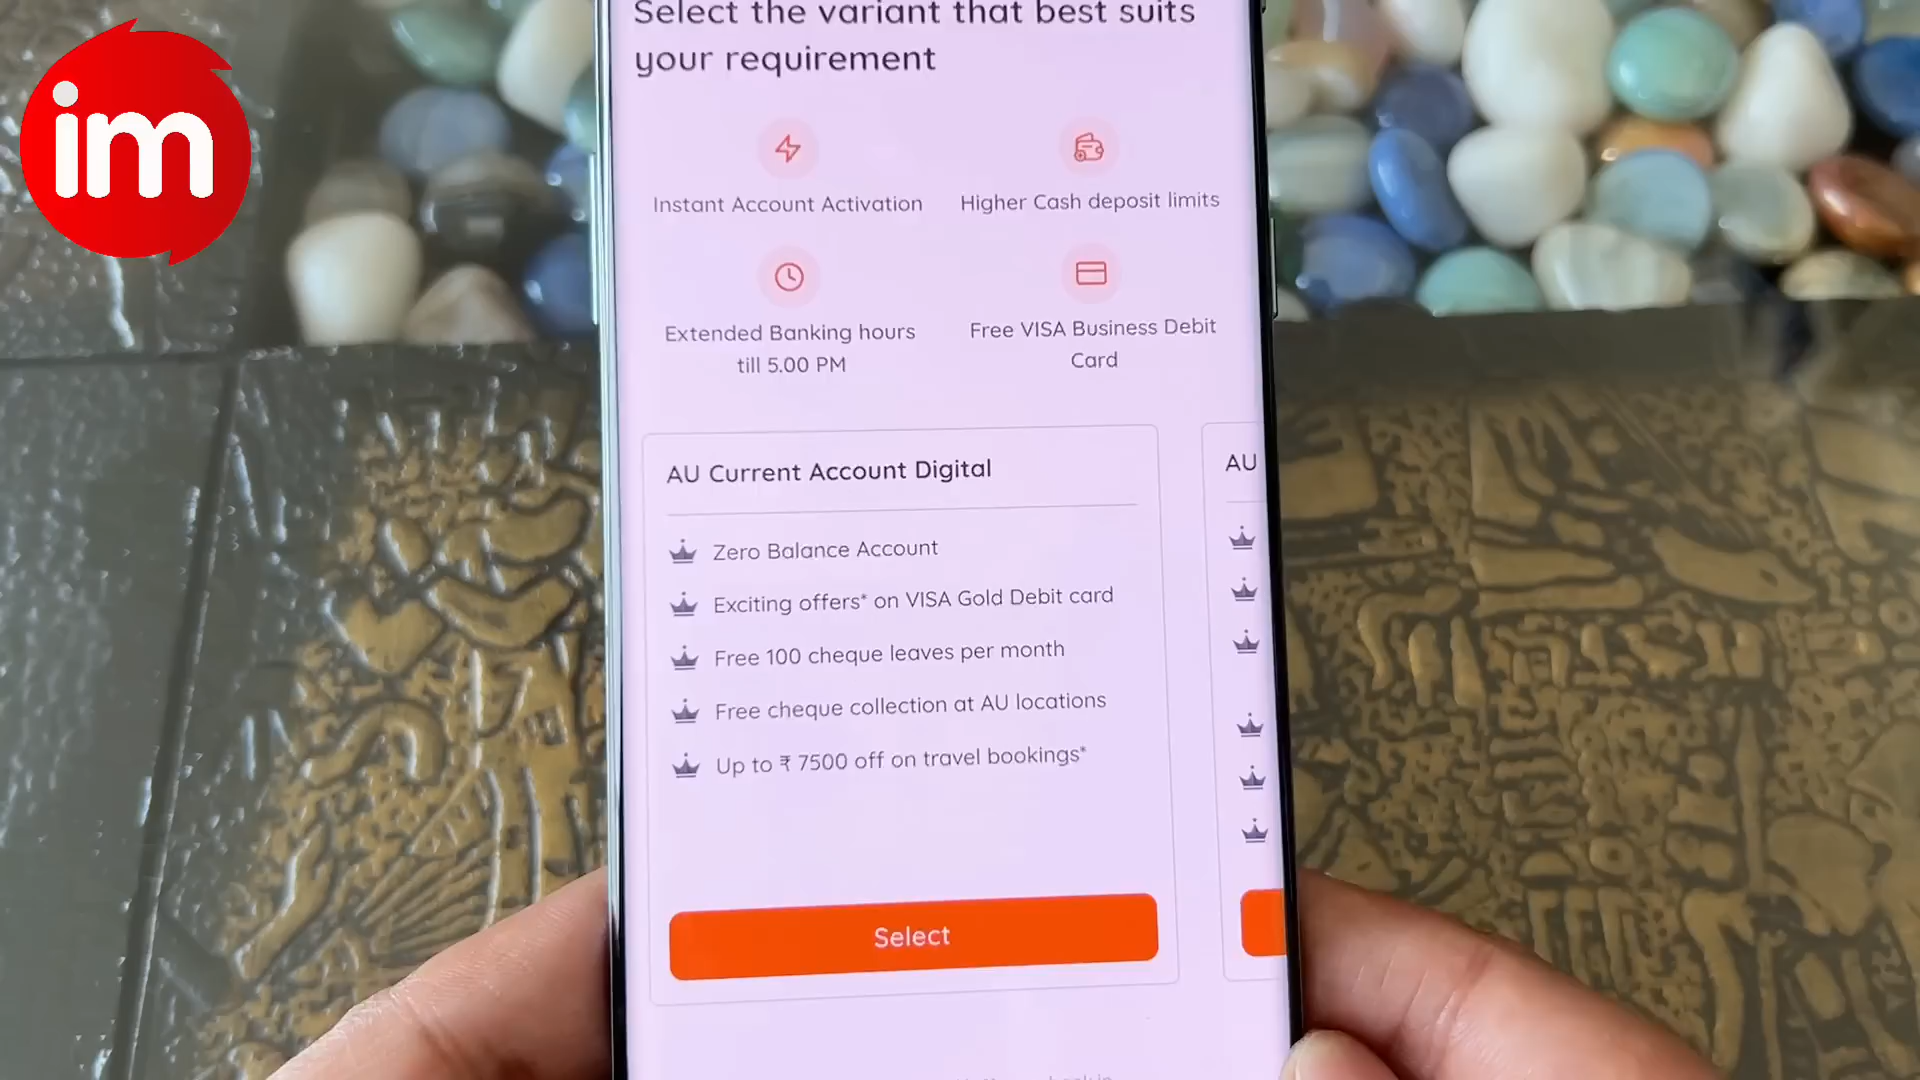 im
Select the variant that best suits
your requirement
Instant Account Activation
Higher Cash deposit limits
Extended Banking hours
till 5.00 PM
Free VISA Business Debit
Card
AU Current Account Digital
Zero Balance Account
Exciting offers* on VISA Gold Debit card
Free 100 cheque leaves per month
Free cheque collection at AU locations
Up to ₹ 7500 off on travel bookings*
Select
AU